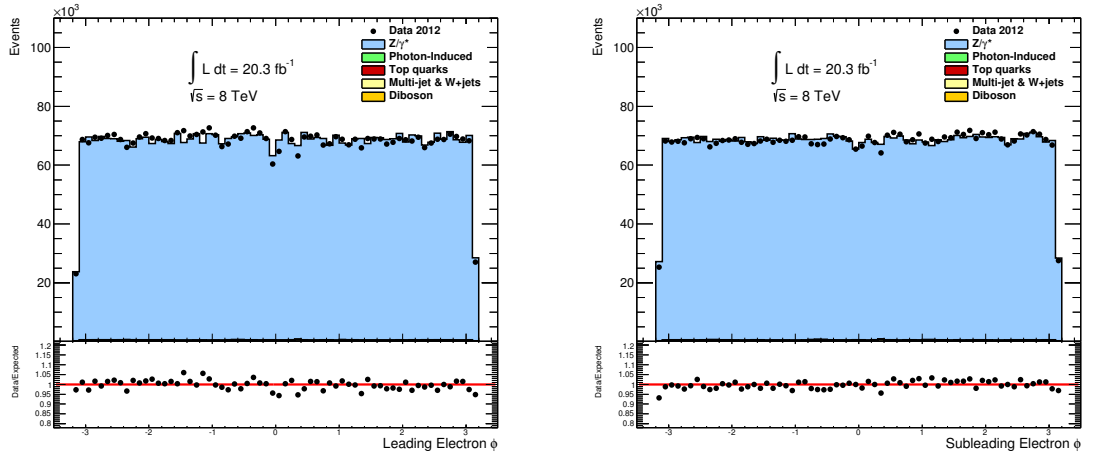 ×10³
Events
100
80
60
40
20
0
Data 2012
Z/γ*
Photon-Induced
Top quarks
Multi-jet & W+jets
Diboson
∫ L dt = 20.3 fb⁻¹
√s = 8 TeV
Data/Expected
1.2
1.15
1.1
1.05
1
0.95
0.9
0.85
0.8
-3 -2 -1 0 1 2 3
Leading Electron ϕ
×10³
Events
100
80
60
40
20
Data 2012
Z/γ*
Photon-Induced
Top quarks
Multi-jet & W+jets
Diboson
∫ L dt = 20.3 fb⁻¹
√s = 8 TeV
Data/Expected
1.2
1.15
1.1
1.05
1
0.95
0.9
0.85
0.8
-3 -2 -1 0 1 2 3
Subleading Electron ϕ